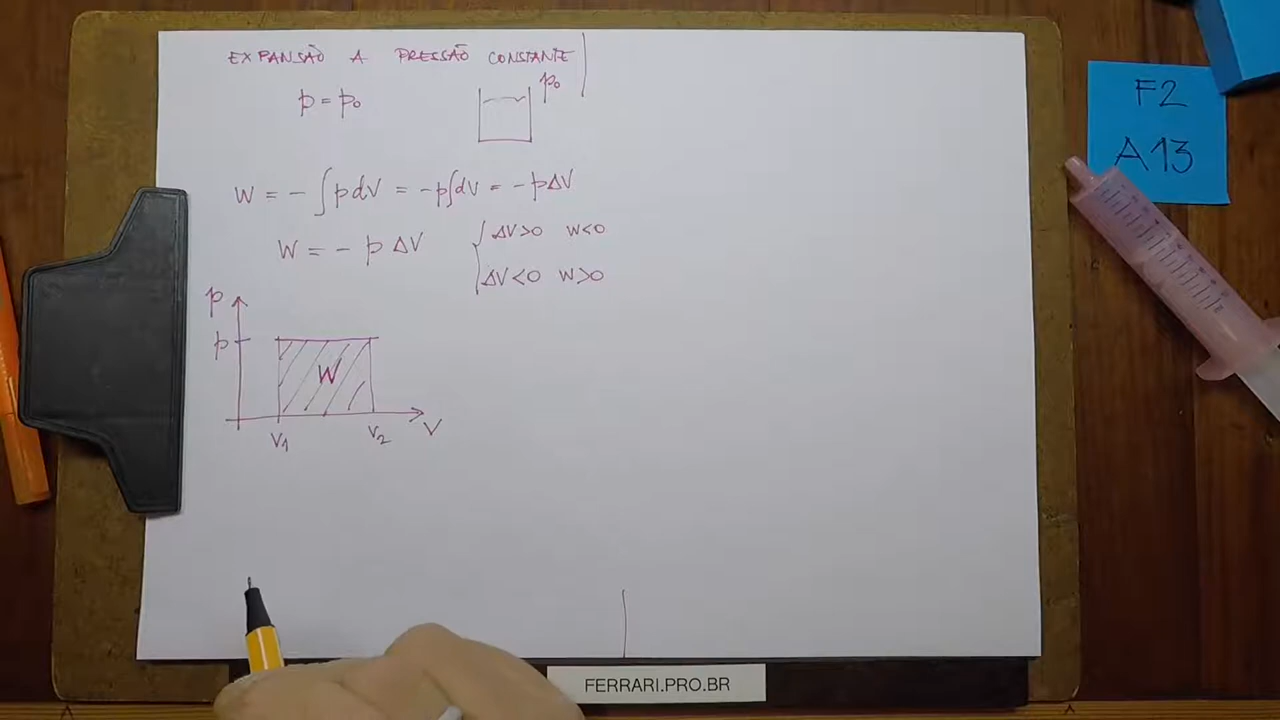 EXPANSÃO A PRESSÃO CONSTANTE
p = p₀
p₀
W = - ∫ p dV = - p ∫ dV = - p ΔV
W = - p ΔV
ΔV > 0 W < 0
ΔV < 0 W > 0
p
p
W
V₁ V₂ V
F2
A13
FERRARI.PRO.BR